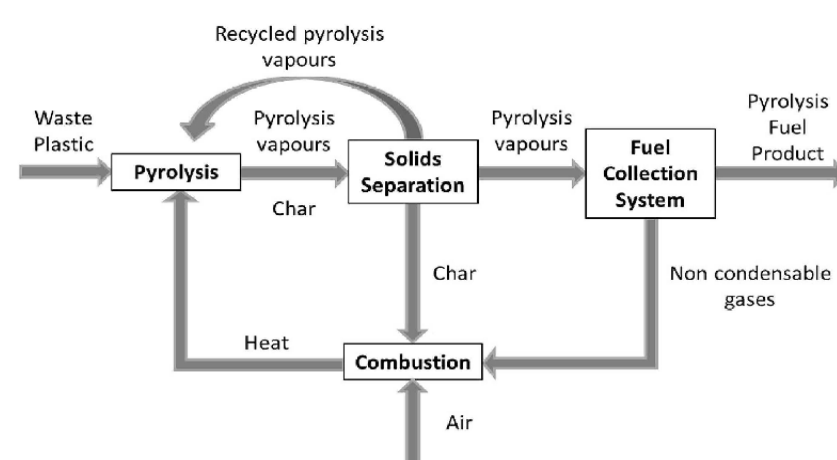 Recycled pyrolysis
vapours
Waste
Plastic
Pyrolysis
vapours
Pyrolysis
vapours
Pyrolysis
Fuel
Product
Pyrolysis
Solids
Separation
Fuel
Collection
System
Char
Char
Non condensable
gases
Heat
Combustion
Air